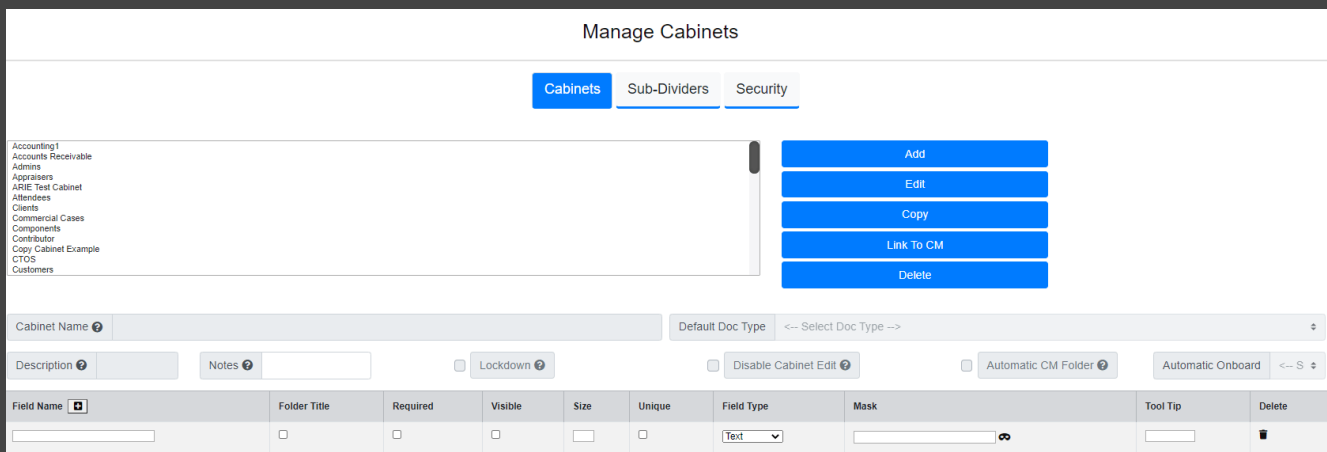 Manage Cabinets
Cabinets Sub-Dividers Security
Accounting1
Accounts Receivable
Admins
Appraisers
ARIE Test Cabinet
Attendees
Clients
Commercial Cases
Components
Contributor
Copy Cabinet Example
CTOS
Customers
Add
Edit
Copy
Link To CM
Delete
Cabinet Name ? Default Doc Type <-- Select Doc Type -->
Description ? Notes ? Lockdown ? Disable Cabinet Edit ? Automatic CM Folder ? Automatic Onboard <-- S
Field Name + Folder Title Required Visible Size Unique Field Type Mask Tool Tip Delete
Text